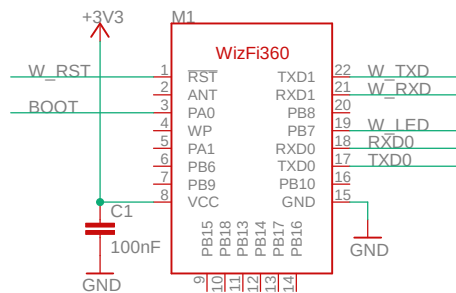 +3V3
M1
WizFi360
W_RST 1 RST TXD1 22 W_TXD
2 ANT RXD1 21 W_RXD
BOOT 3 PA0 PB8 20
4 WP PB7 19 W_LED
5 PA1 RXD0 18 RXD0
6 PB6 TXD0 17 TXD0
7 PB9 PB10 16
8 VCC GND 15
C1
100nF
PB15 PB18 PB13 PB14 PB17 PB16
9 10 11 12 13 14
GND
GND